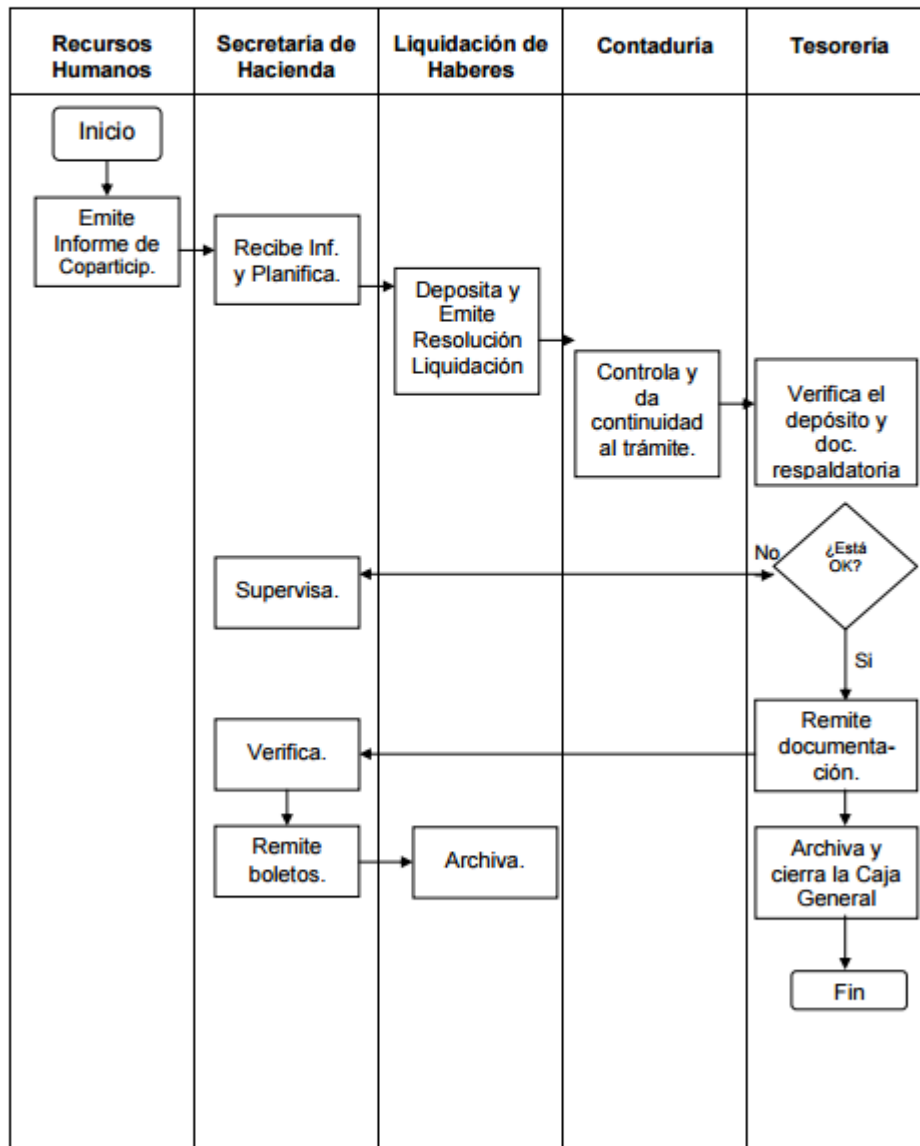 Recursos
Humanos
Secretaría de
Hacienda
Liquidación de
Haberes
Contaduría
Tesorería
Inicio
Emite
Informe de
Coparticip.
Recibe Inf.
y Planifica.
Deposita y
Emite
Resolución
Liquidación
Controla y
da
continuidad
al trámite.
Verifica el
depósito y
doc.
respaldatoria
¿Está
OK?
No
Supervisa.
Si
Remite
documenta-
ción.
Verifica.
Remite
boletos.
Archiva.
Archiva y
cierra la Caja
General
Fin